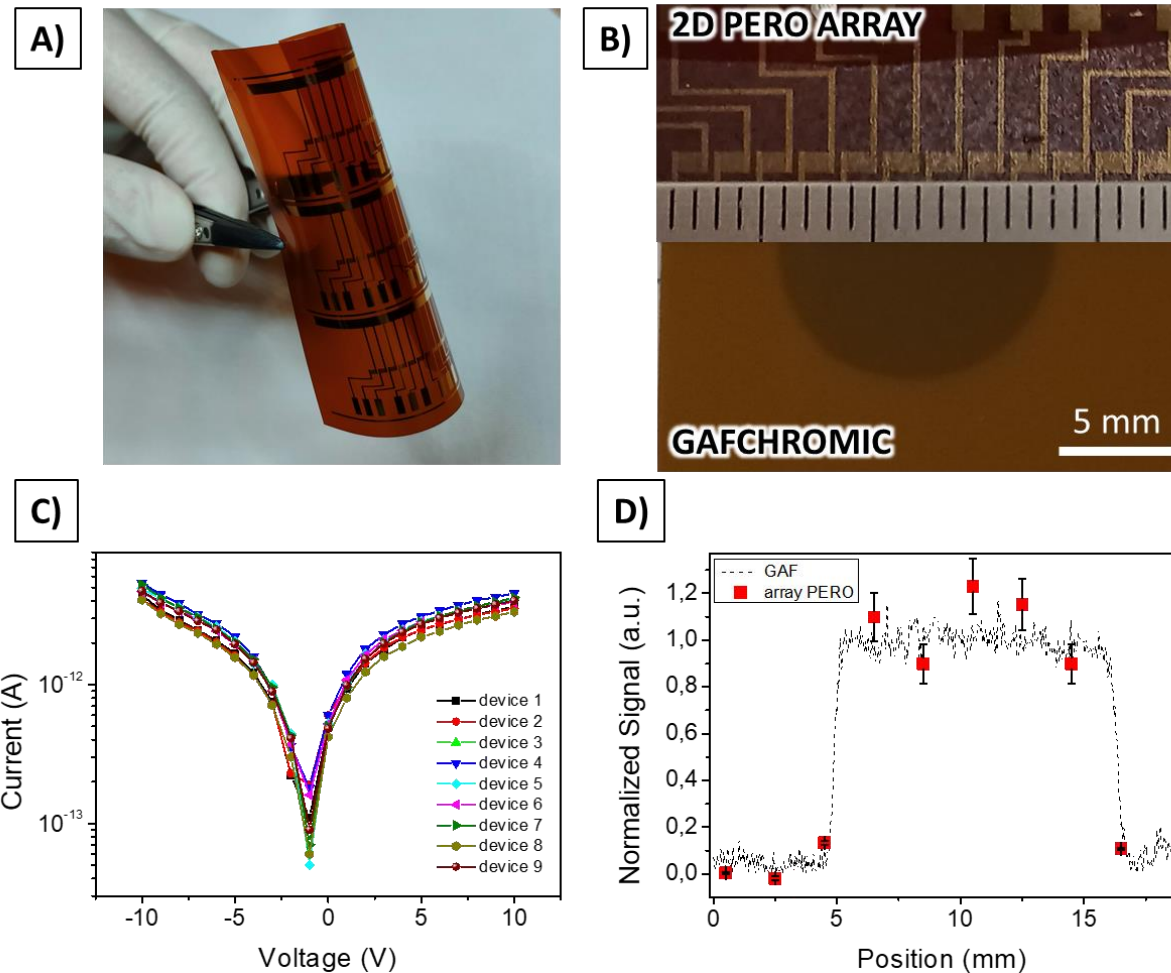 A)
B)
2D PERO ARRAY
GAFCHROMIC
5 mm
C)
D)
Current (A)
10⁻¹²
10⁻¹³
-10
-5
0
5
10
Voltage (V)
device 1
device 2
device 3
device 4
device 5
device 6
device 7
device 8
device 9
Normalized Signal (a.u.)
1,2
1,0
0,8
0,6
0,4
0,2
0,0
0
5
10
15
Position (mm)
GAF
array PERO